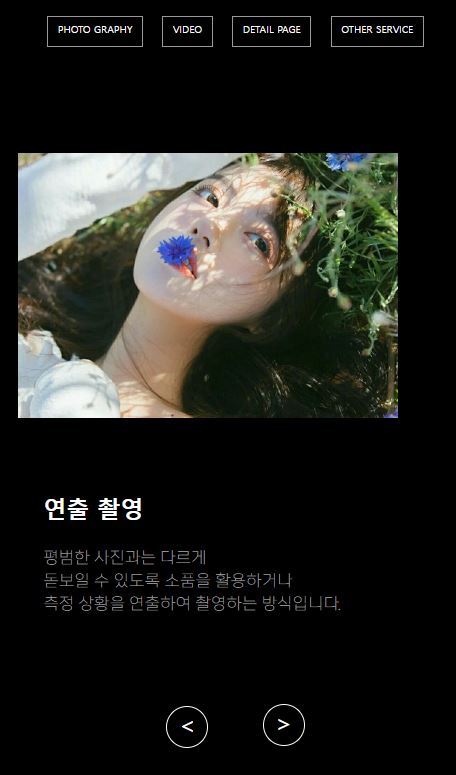 PHOTO GRAPHY VIDEO DETAIL PAGE OTHER SERVICE
연출 촬영
평범한 사진과는 다르게
돋보일 수 있도록 소품을 활용하거나
측정 상황을 연출하여 촬영하는 방식입니다.
< >